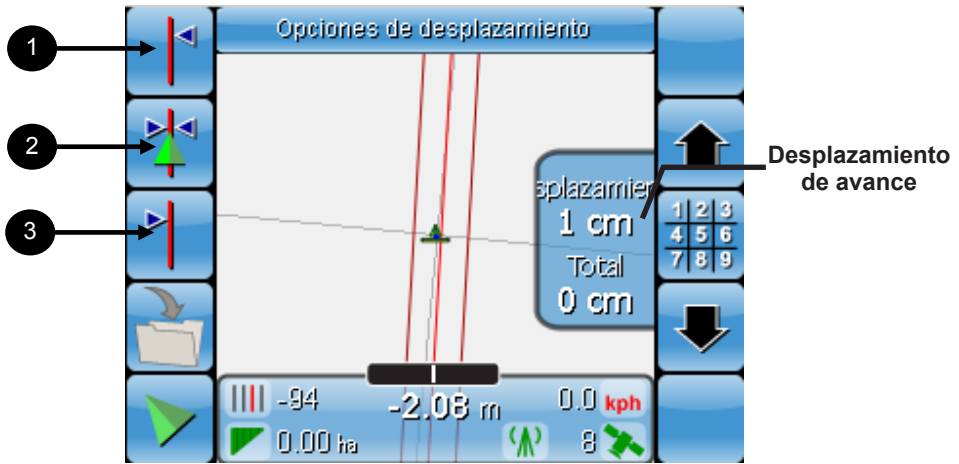 Opciones de desplazamiento
1
2
3
splazamier
1 cm
Total
0 cm
1 2 3
4 5 6
7 8 9
Desplazamiento
de avance
-94
-2.08 m
0.0 kph
0.00 ha
8